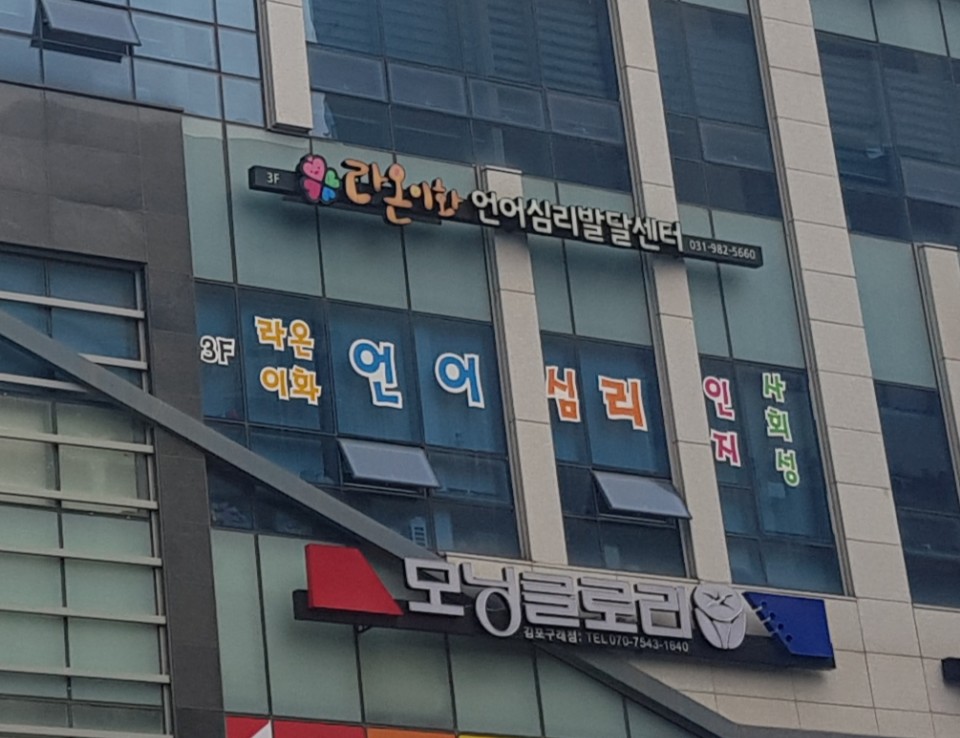 3F 라온이화 언어심리발달센터 031-982-5660
3F
라온
이화
언어
심리
인지
사회성
모닝글로리
김포구래점: TEL 070-7543-1640